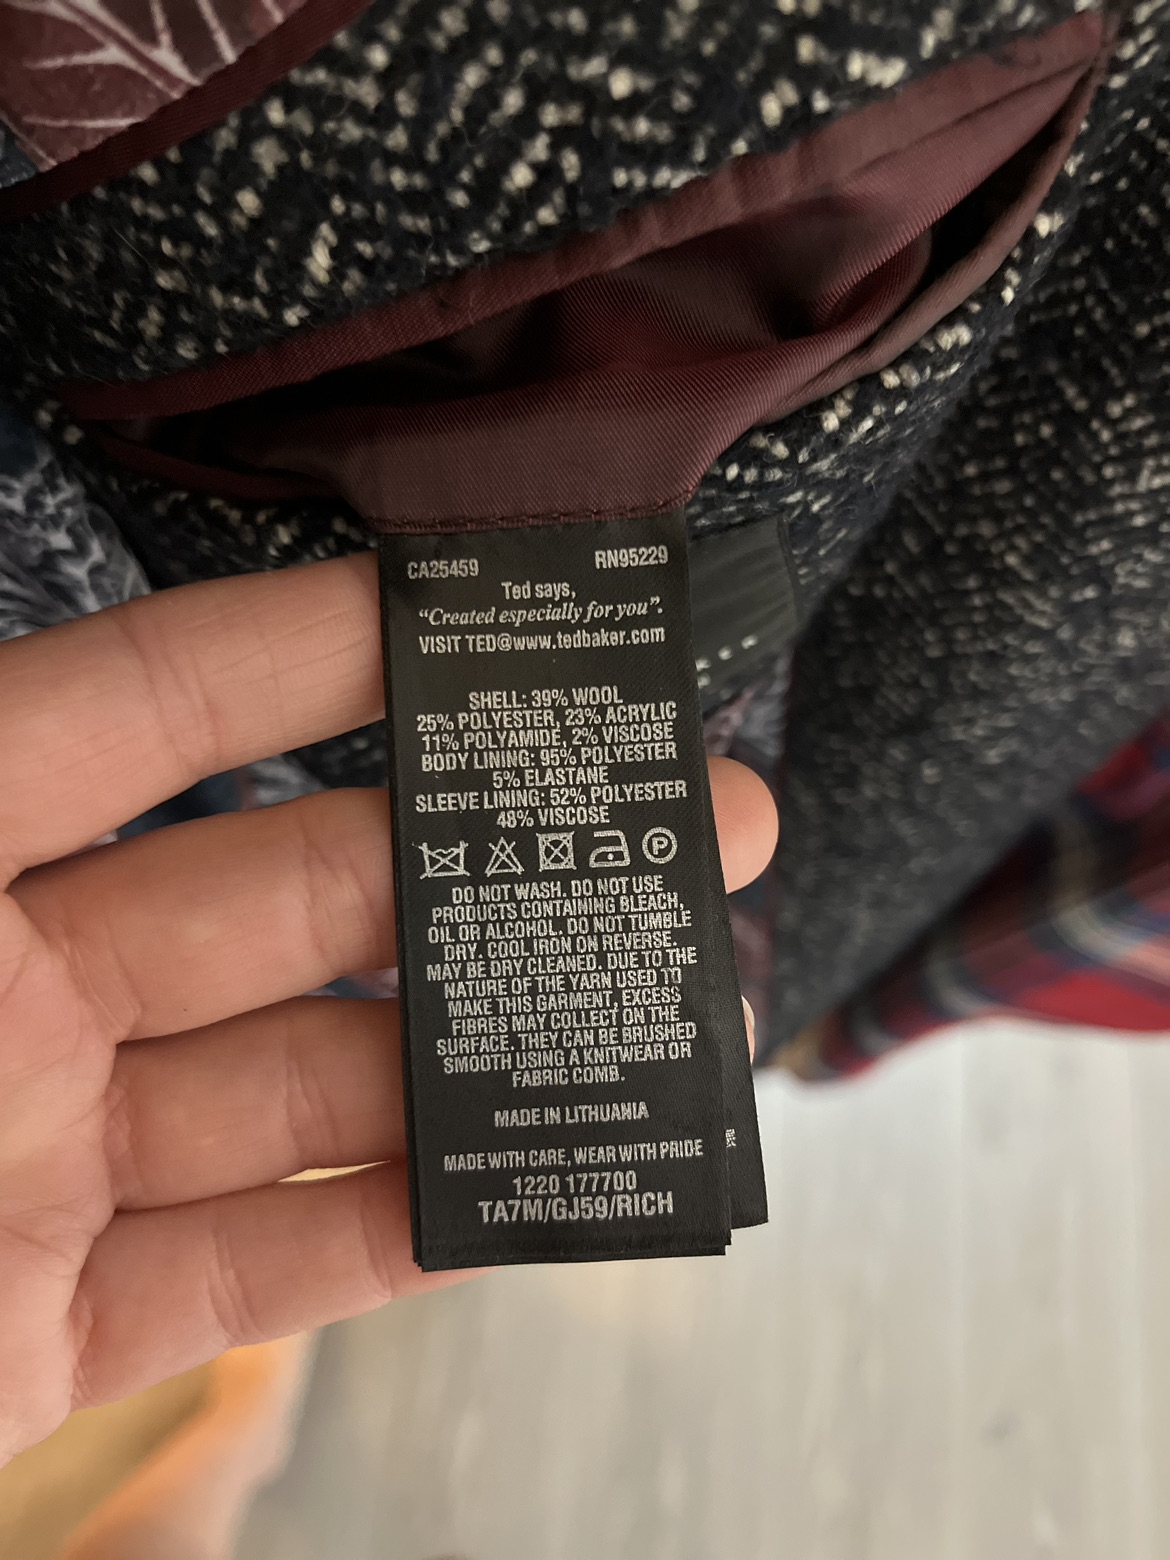 CA25459 RN95229
Ted says,
“Created especially for you”.
VISIT TED@www.tedbaker.com
SHELL: 39% WOOL
25% POLYESTER, 23% ACRYLIC
11% POLYAMIDE, 2% VISCOSE
BODY LINING: 95% POLYESTER
5% ELASTANE
SLEEVE LINING: 52% POLYESTER
48% VISCOSE
P
DO NOT WASH. DO NOT USE
PRODUCTS CONTAINING BLEACH,
OIL OR ALCOHOL. DO NOT TUMBLE
DRY. COOL IRON ON REVERSE.
MAY BE DRY CLEANED. DUE TO THE
NATURE OF THE YARN USED TO
MAKE THIS GARMENT, EXCESS
FIBRES MAY COLLECT ON THE
SURFACE. THEY CAN BE BRUSHED
SMOOTH USING A KNITWEAR OR
FABRIC COMB.
MADE IN LITHUANIA
MADE WITH CARE, WEAR WITH PRIDE
1220 177700
TA7M/GJ59/RICH